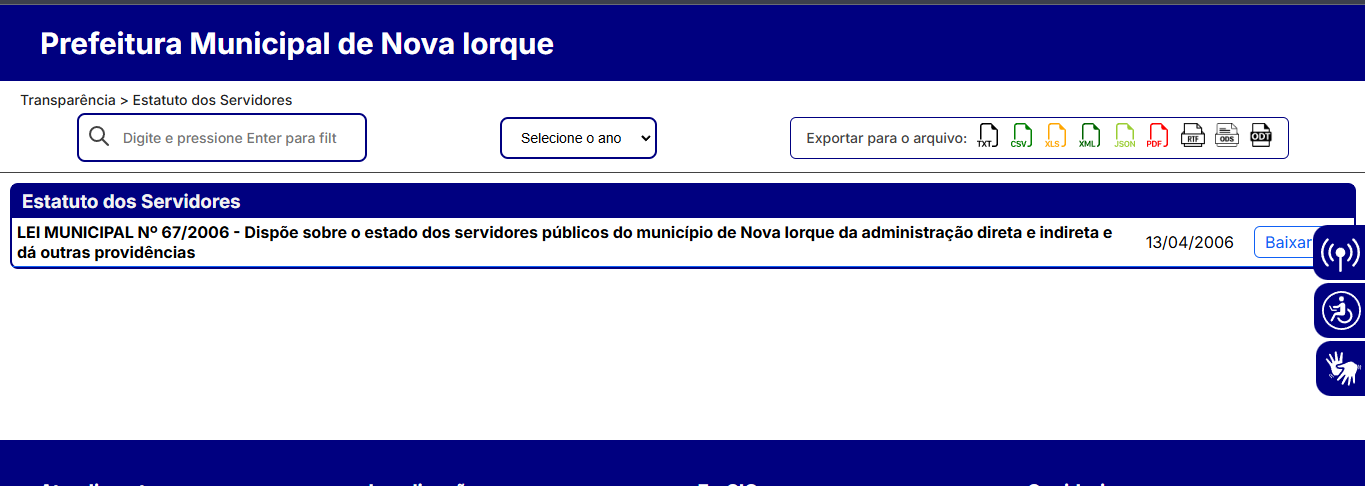 Prefeitura Municipal de Nova Iorque
Transparência > Estatuto dos Servidores
Digite e pressione Enter para filt
Selecione o ano
Exportar para o arquivo:
TXT CSV XLS XML JSON PDF RTF ODS ODT
Estatuto dos Servidores
LEI MUNICIPAL Nº 67/2006 - Dispõe sobre o estado dos servidores públicos do município de Nova Iorque da administração direta e indireta e
dá outras providências
13/04/2006
Baixar